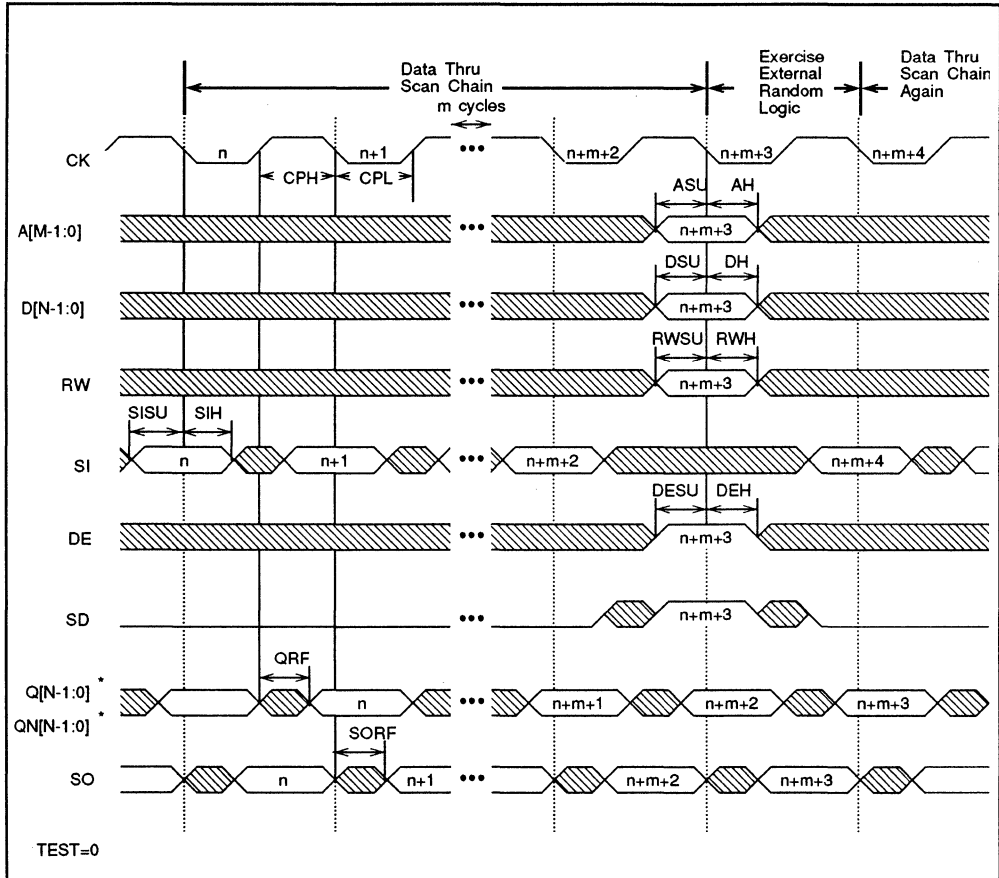 Data Thru
Scan Chain
m cycles
Exercise
External
Random
Logic
Data Thru
Scan Chain
Again
CK
n
n+1
•••
n+m+2
n+m+3
n+m+4
CPH
CPL
A[M-1:0]
•••
ASU
AH
n+m+3
D[N-1:0]
•••
DSU
DH
n+m+3
RW
•••
RWSU
RWH
n+m+3
SISU
SIH
SI
n
n+1
•••
n+m+2
n+m+4
DE
•••
DESU
DEH
n+m+3
SD
•••
n+m+3
QRF
Q[N-1:0]*
QN[N-1:0]*
n
•••
n+m+1
n+m+2
n+m+3
SORF
SO
n
n+1
•••
n+m+2
n+m+3
TEST=0